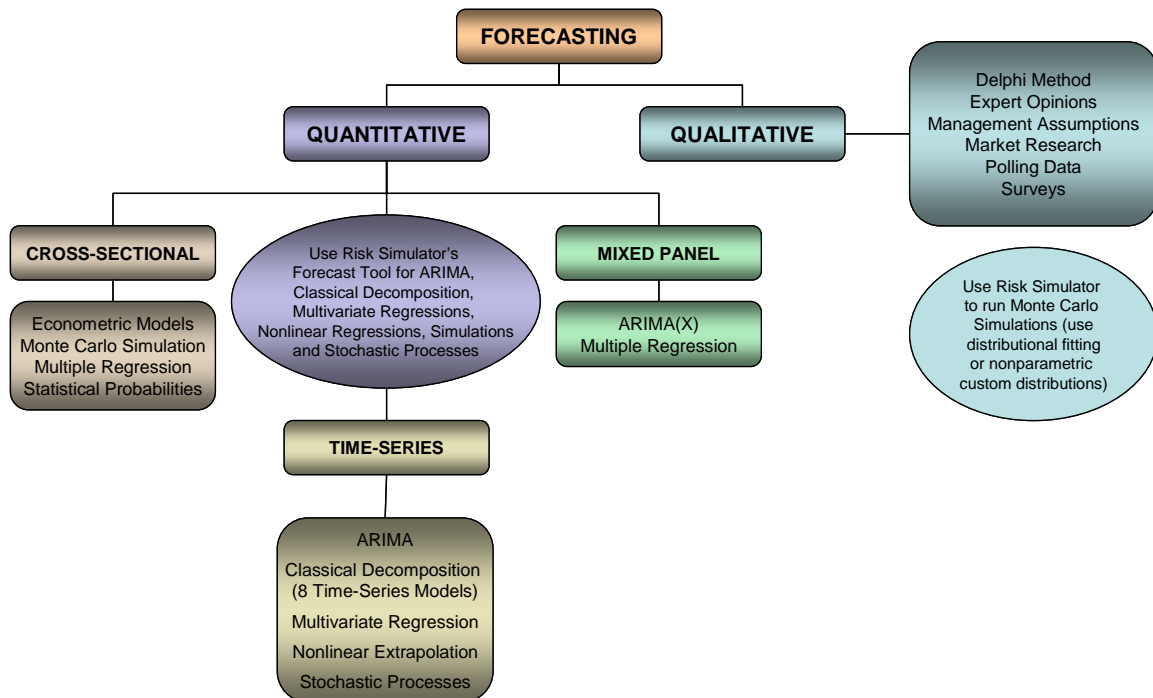 FORECASTING
QUANTITATIVE
QUALITATIVE
Delphi Method
Expert Opinions
Management Assumptions
Market Research
Polling Data
Surveys
CROSS-SECTIONAL
Econometric Models
Monte Carlo Simulation
Multiple Regression
Statistical Probabilities
Use Risk Simulator's
Forecast Tool for ARIMA,
Classical Decomposition,
Multivariate Regressions,
Nonlinear Regressions, Simulations
and Stochastic Processes
MIXED PANEL
ARIMA(X)
Multiple Regression
Use Risk Simulator
to run Monte Carlo
Simulations (use
distributional fitting
or nonparametric
custom distributions)
TIME-SERIES
ARIMA
Classical Decomposition
(8 Time-Series Models)
Multivariate Regression
Nonlinear Extrapolation
Stochastic Processes